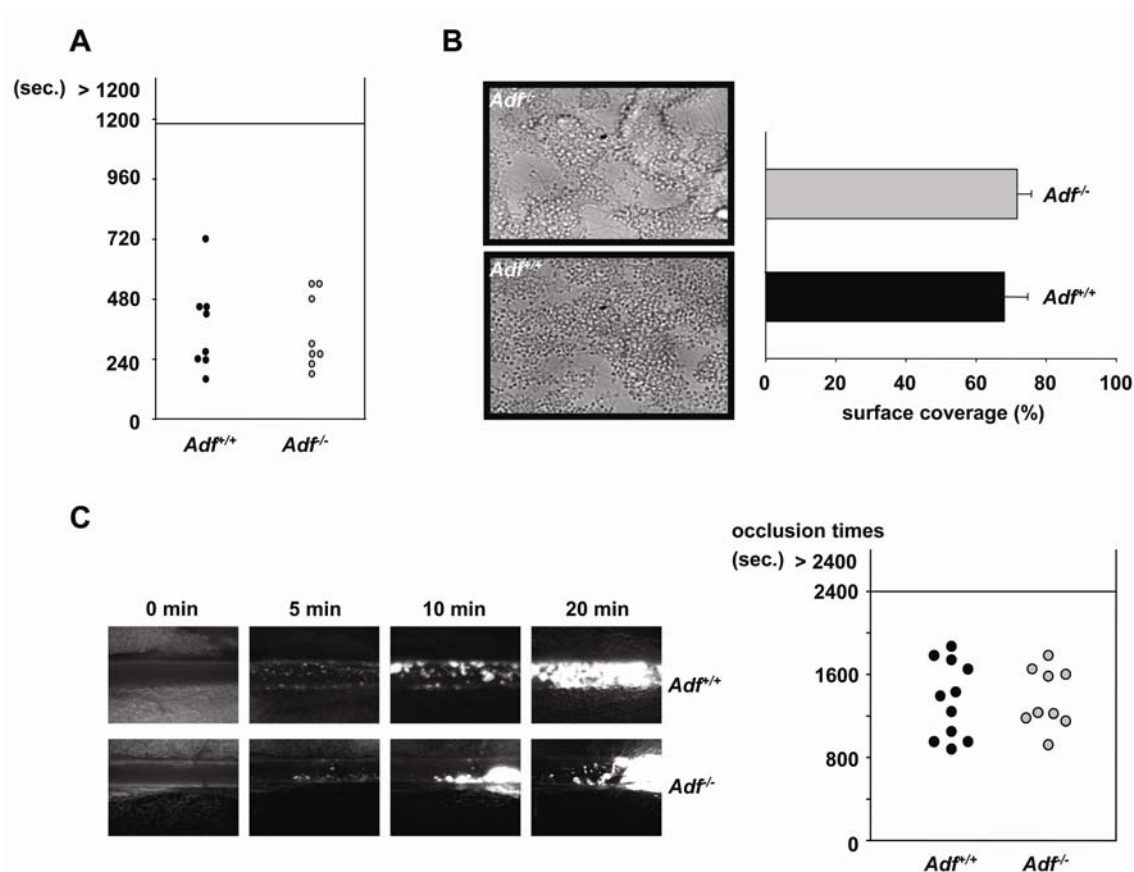 A
(sec.) > 1200
1200
960
720
480
240
0
Adf+/+ Adf-/-
B
Adf-/-
Adf+/+
Adf-/-
Adf+/+
0 20 40 60 80 100
surface coverage (%)
C
0 min 5 min 10 min 20 min
Adf+/+
Adf-/-
occlusion times
(sec.) > 2400
2400
1600
800
0
Adf+/+ Adf-/-